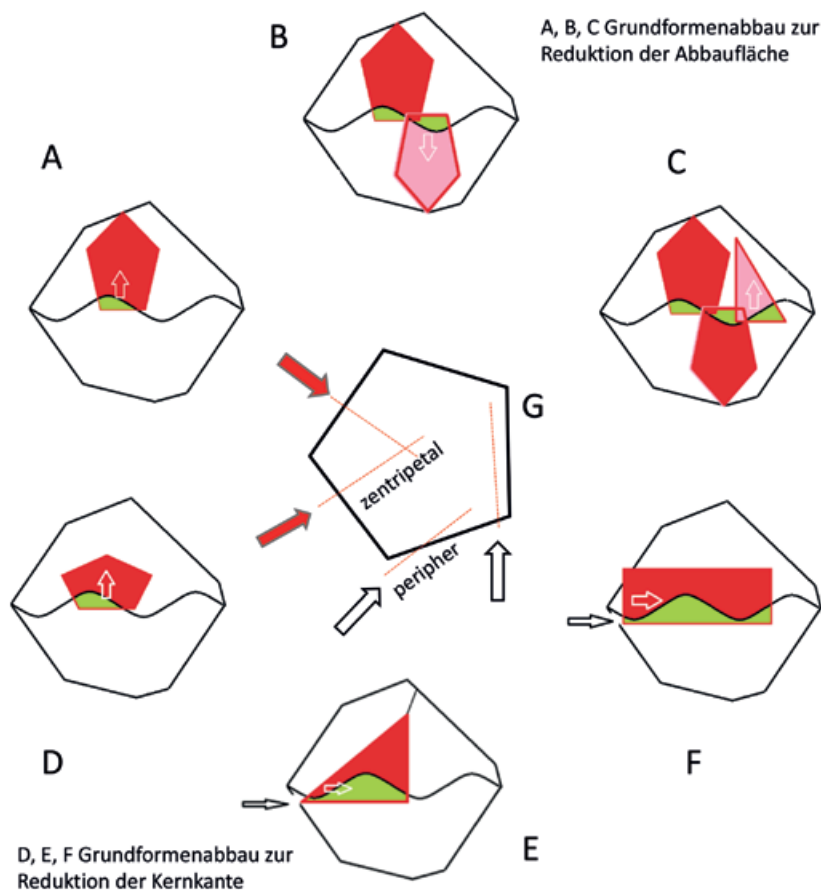 B
A, B, C Grundformenabbau zur
Reduktion der Abbaufläche
A
C
G
zentripetal
peripher
D
F
E
D, E, F Grundformenabbau zur
Reduktion der Kernkante